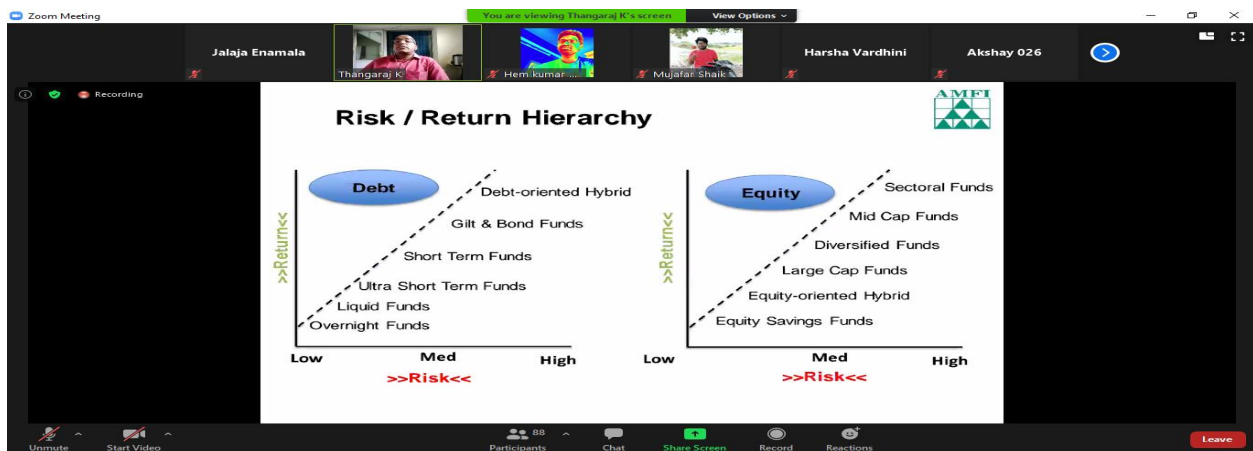 Zoom Meeting
You are viewing Thangaraj K's screen
View Options
Jalaja Enamala
Thangaraj K
Hem kumar ...
Mujafar Shaik
Harsha Vardhini
Akshay 026
Recording
Risk / Return Hierarchy
AMFI
Debt
>>Return<<
Debt-oriented Hybrid
Gilt & Bond Funds
Short Term Funds
Ultra Short Term Funds
Liquid Funds
Overnight Funds
Low Med High
>>Risk<<
Equity
>>Return<<
Sectoral Funds
Mid Cap Funds
Diversified Funds
Large Cap Funds
Equity-oriented Hybrid
Equity Savings Funds
Low Med High
>>Risk<<
Unmute
Start Video
88
Participants
Chat
Share Screen
Record
Reactions
Leave